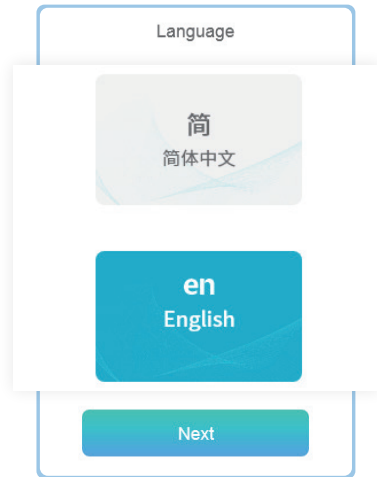 Language
简
简体中文
en
English
Next